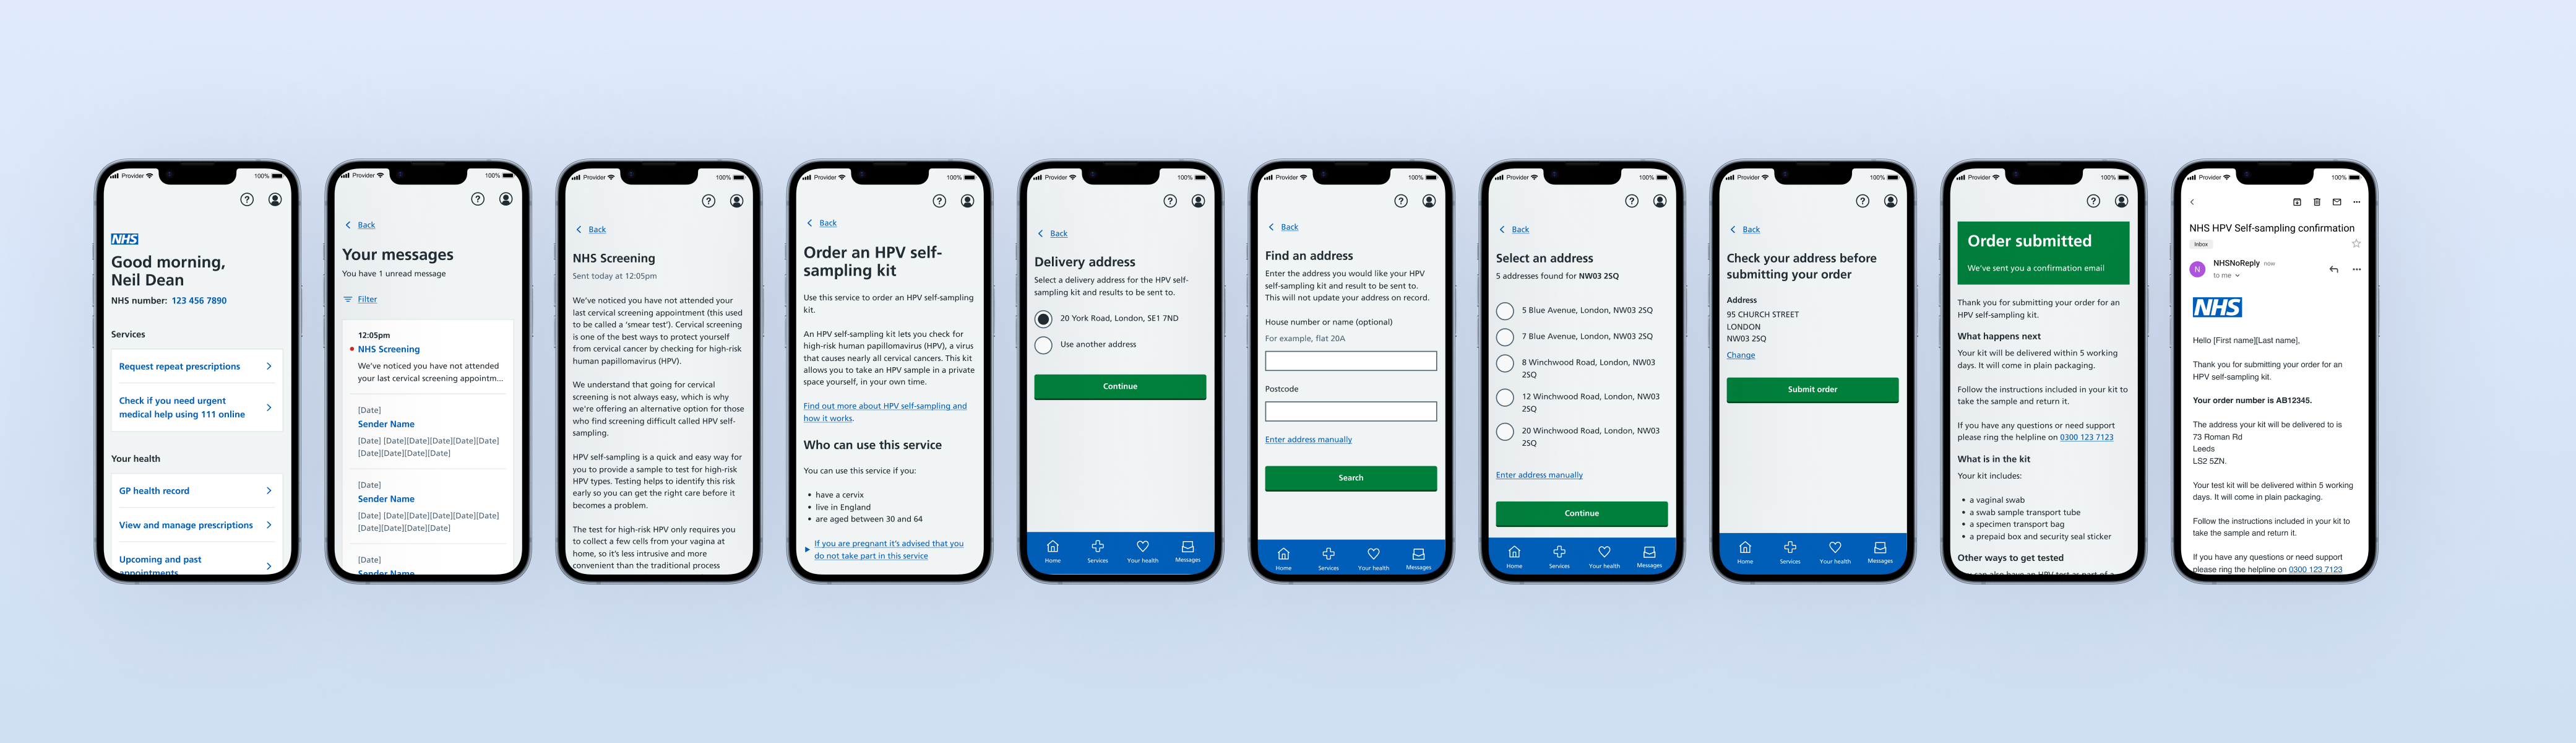 Provider
100%
NHS
Good morning,
Neil Dean
NHS number: 123 456 7890
Services
Request repeat prescriptions
Check if you need urgent
medical help using 111 online
Your health
GP health record
View and manage prescriptions
Upcoming and past
appointments
Provider
100%
Back
Your messages
You have 1 unread message
Filter
12:05pm
NHS Screening
We've noticed you have not attended
your last cervical screening appointm...
[Date]
Sender Name
[Date] [Date][Date][Date][Date][Date]
[Date][Date][Date][Date]
[Date]
Sender Name
[Date] [Date][Date][Date][Date][Date]
[Date][Date][Date][Date]
[Date]
Sender Name
Provider
100%
Back
NHS Screening
Sent today at 12:05pm
We've noticed you have not attended your
last cervical screening appointment (this used
to be called a 'smear test'). Cervical screening
is one of the best ways to protect yourself
from cervical cancer by checking for high-risk
human papillomavirus (HPV).
We understand that going for cervical
screening is not always easy, which is why
we're offering an alternative option for those
who find screening difficult called HPV self-
sampling.
HPV self-sampling is a quick and easy way for
you to provide a sample to test for high-risk
HPV types. Testing helps to identify this risk
early so you can get the right care before it
becomes a problem.
The test for high-risk HPV only requires you
to collect a few cells from your vagina at
home, so it's less intrusive and more
convenient than the traditional process
Provider
100%
Back
Order an HPV self-
sampling kit
Use this service to order an HPV self-sampling
kit.
An HPV self-sampling kit lets you check for
high-risk human papillomavirus (HPV), a virus
that causes nearly all cervical cancers. This kit
allows you to take an HPV sample in a private
space yourself, in your own time.
Find out more about HPV self-sampling and
how it works.
Who can use this service
You can use this service if you:
• have a cervix
• live in England
• are aged between 30 and 64
If you are pregnant it's advised that you
do not take part in this service
Provider
100%
Back
Delivery address
Select a delivery address for the HPV self-
sampling kit and results to be sent to.
20 York Road, London, SE1 7ND
Use another address
Continue
Home
Services
Your health
Messages
Provider
100%
Back
Find an address
Enter the address you would like your HPV
self-sampling kit and result to be sent to.
This will not update your address on record.
House number or name (optional)
For example, flat 20A
Postcode
Enter address manually
Search
Home
Services
Your health
Messages
Provider
100%
Back
Select an address
5 addresses found for NW03 2SQ
5 Blue Avenue, London, NW03 2SQ
7 Blue Avenue, London, NW03 2SQ
8 Winchwood Road, London, NW03
2SQ
12 Winchwood Road, London, NW03
2SQ
20 Winchwood Road, London, NW03
2SQ
Enter address manually
Continue
Home
Services
Your health
Messages
Provider
100%
Back
Check your address before
submitting your order
Address
95 CHURCH STREET
LONDON
NW03 2SQ
Change
Submit order
Home
Services
Your health
Messages
Provider
100%
Order submitted
We've sent you a confirmation email
Thank you for submitting your order for an
HPV self-sampling kit.
What happens next
Your kit will be delivered within 5 working
days. It will come in plain packaging.
Follow the instructions included in your kit to
take the sample and return it.
If you have any questions or need support
please ring the helpline on 0300 123 7123
What is in the kit
Your kit includes:
• a vaginal swab
• a swab sample transport tube
• a specimen transport bag
• a prepaid box and security seal sticker
Other ways to get tested
Provider
100%
NHS HPV Self-sampling confirmation
Inbox
N
NHSNoReply now
to me
NHS
Hello [First name][Last name],
Thank you for submitting your order for an
HPV self-sampling kit.
Your order number is AB12345.
The address your kit will be delivered to is
73 Roman Rd
Leeds
LS2 5ZN.
Your test kit will be delivered within 5 working
days. It will come in plain packaging.
Follow the instructions included in your kit to
take the sample and return it.
If you have any questions or need support
please ring the helpline on 0300 123 7123